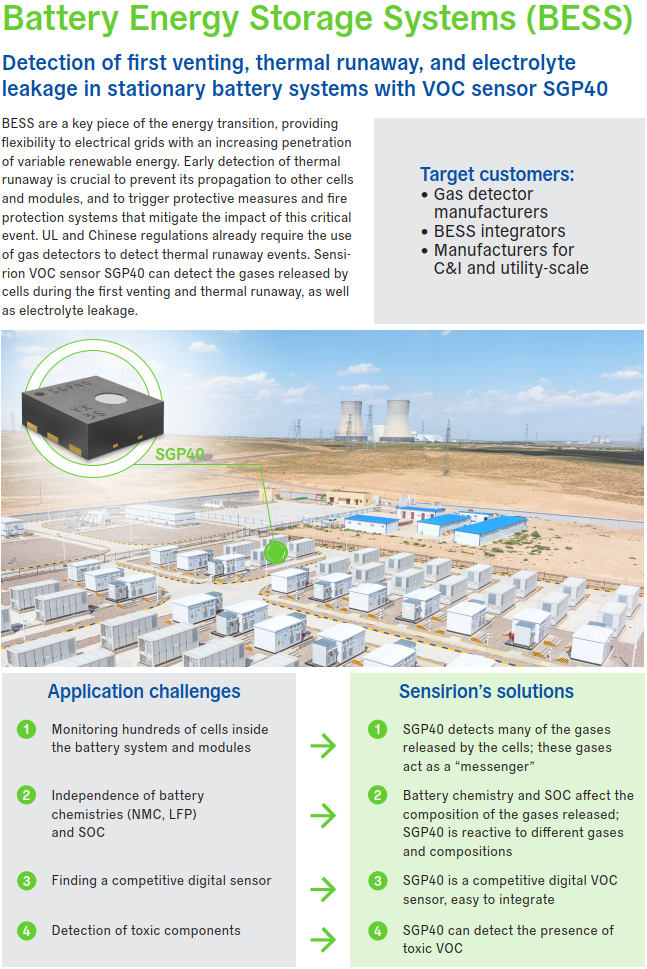 Battery Energy Storage Systems (BESS)
Detection of first venting, thermal runaway, and electrolyte
leakage in stationary battery systems with VOC sensor SGP40
BESS are a key piece of the energy transition, providing
flexibility to electrical grids with an increasing penetration
of variable renewable energy. Early detection of thermal
runaway is crucial to prevent its propagation to other cells
and modules, and to trigger protective measures and fire
protection systems that mitigate the impact of this critical
event. UL and Chinese regulations already require the use
of gas detectors to detect thermal runaway events. Sensi-
rion VOC sensor SGP40 can detect the gases released by
cells during the first venting and thermal runaway, as well
as electrolyte leakage.
Target customers:
• Gas detector
manufacturers
• BESS integrators
• Manufacturers for
C&I and utility-scale
SGP40
YX
3S
SGP40
Application challenges
1 Monitoring hundreds of cells inside
the battery system and modules
2 Independence of battery
chemistries (NMC, LFP)
and SOC
3 Finding a competitive digital sensor
4 Detection of toxic components
Sensirion’s solutions
1 SGP40 detects many of the gases
released by the cells; these gases
act as a “messenger”
2 Battery chemistry and SOC affect the
composition of the gases released;
SGP40 is reactive to different gases
and compositions
3 SGP40 is a competitive digital VOC
sensor, easy to integrate
4 SGP40 can detect the presence of
toxic VOC